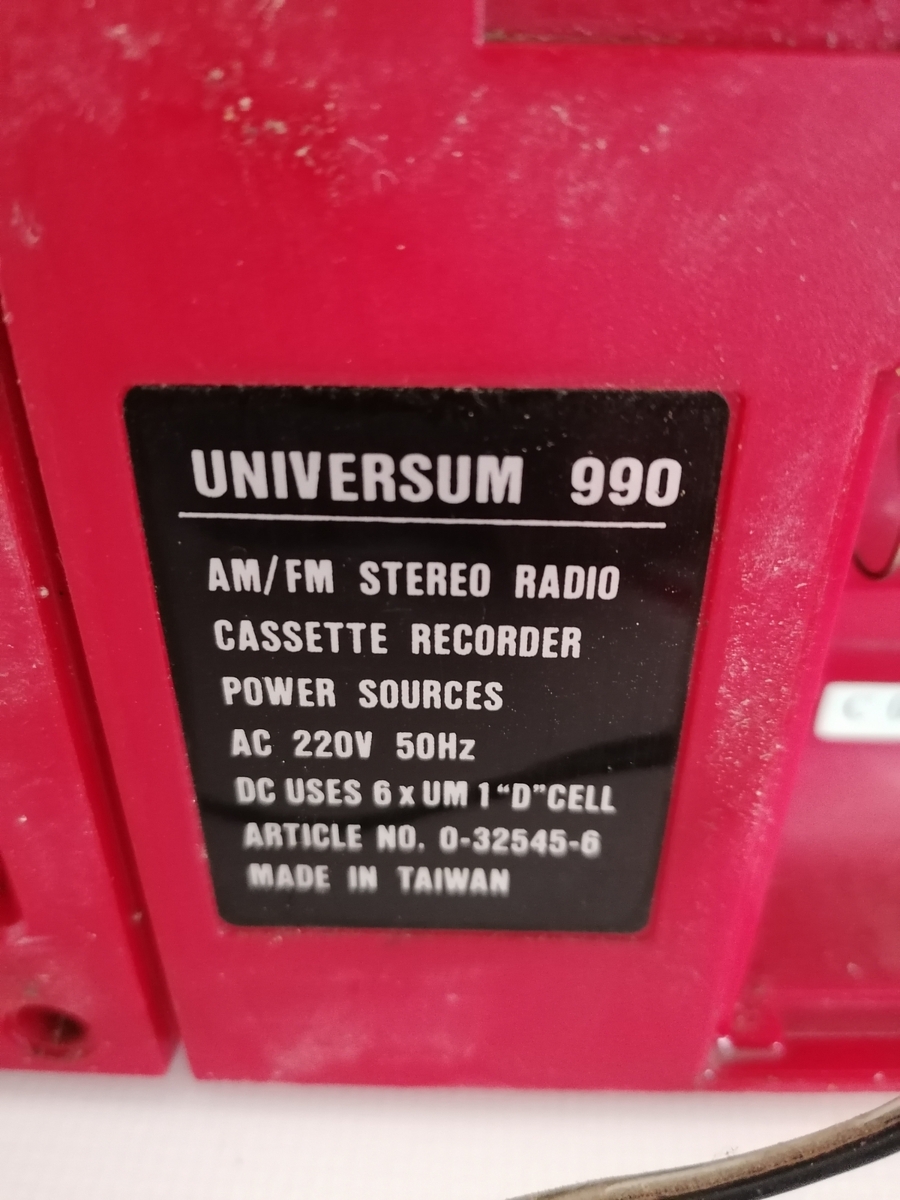 UNIVERSUM 990
AM/FM STEREO RADIO
CASSETTE RECORDER
POWER SOURCES
AC 220V 50Hz
DC USES 6 x UM 1 "D" CELL
ARTICLE NO. 0-32545-6
MADE IN TAIWAN